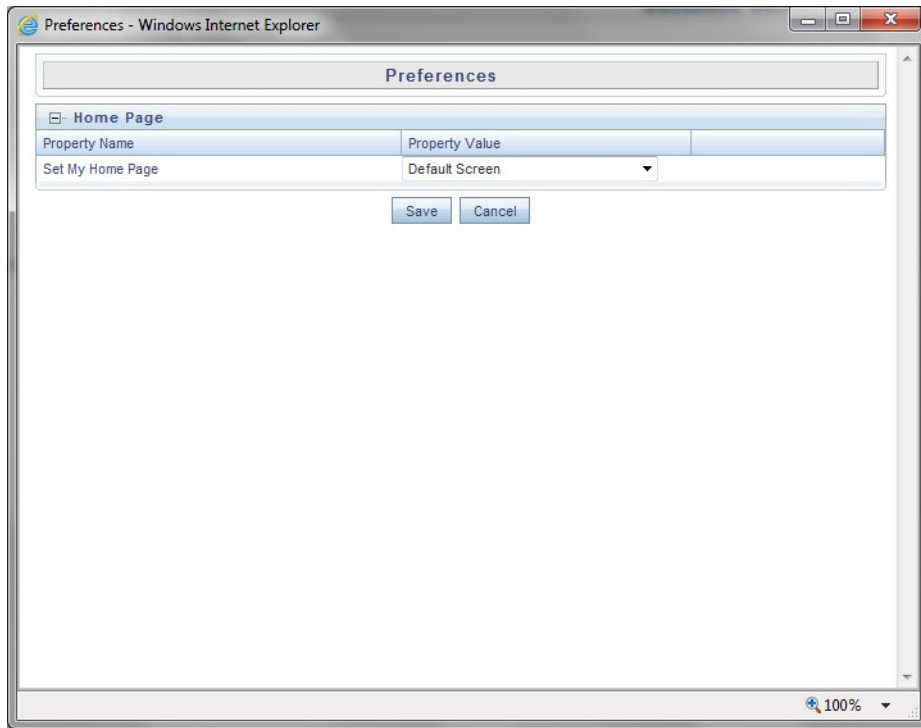 Preferences - Windows Internet Explorer
Preferences
Home Page
Property Name Property Value
Set My Home Page Default Screen
Save Cancel
100%